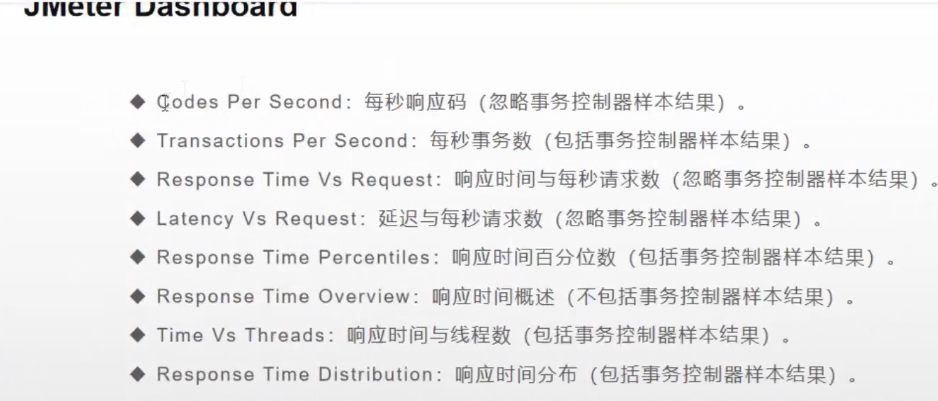 JMeter Dashboard
◆ Codes Per Second：每秒响应码（忽略事务控制器样本结果）。
◆ Transactions Per Second：每秒事务数（包括事务控制器样本结果）。
◆ Response Time Vs Request：响应时间与每秒请求数（忽略事务控制器样本结果）。
◆ Latency Vs Request：延迟与每秒请求数（忽略事务控制器样本结果）。
◆ Response Time Percentiles：响应时间百分位数（包括事务控制器样本结果）。
◆ Response Time Overview：响应时间概述（不包括事务控制器样本结果）。
◆ Time Vs Threads：响应时间与线程数（包括事务控制器样本结果）。
◆ Response Time Distribution：响应时间分布（包括事务控制器样本结果）。